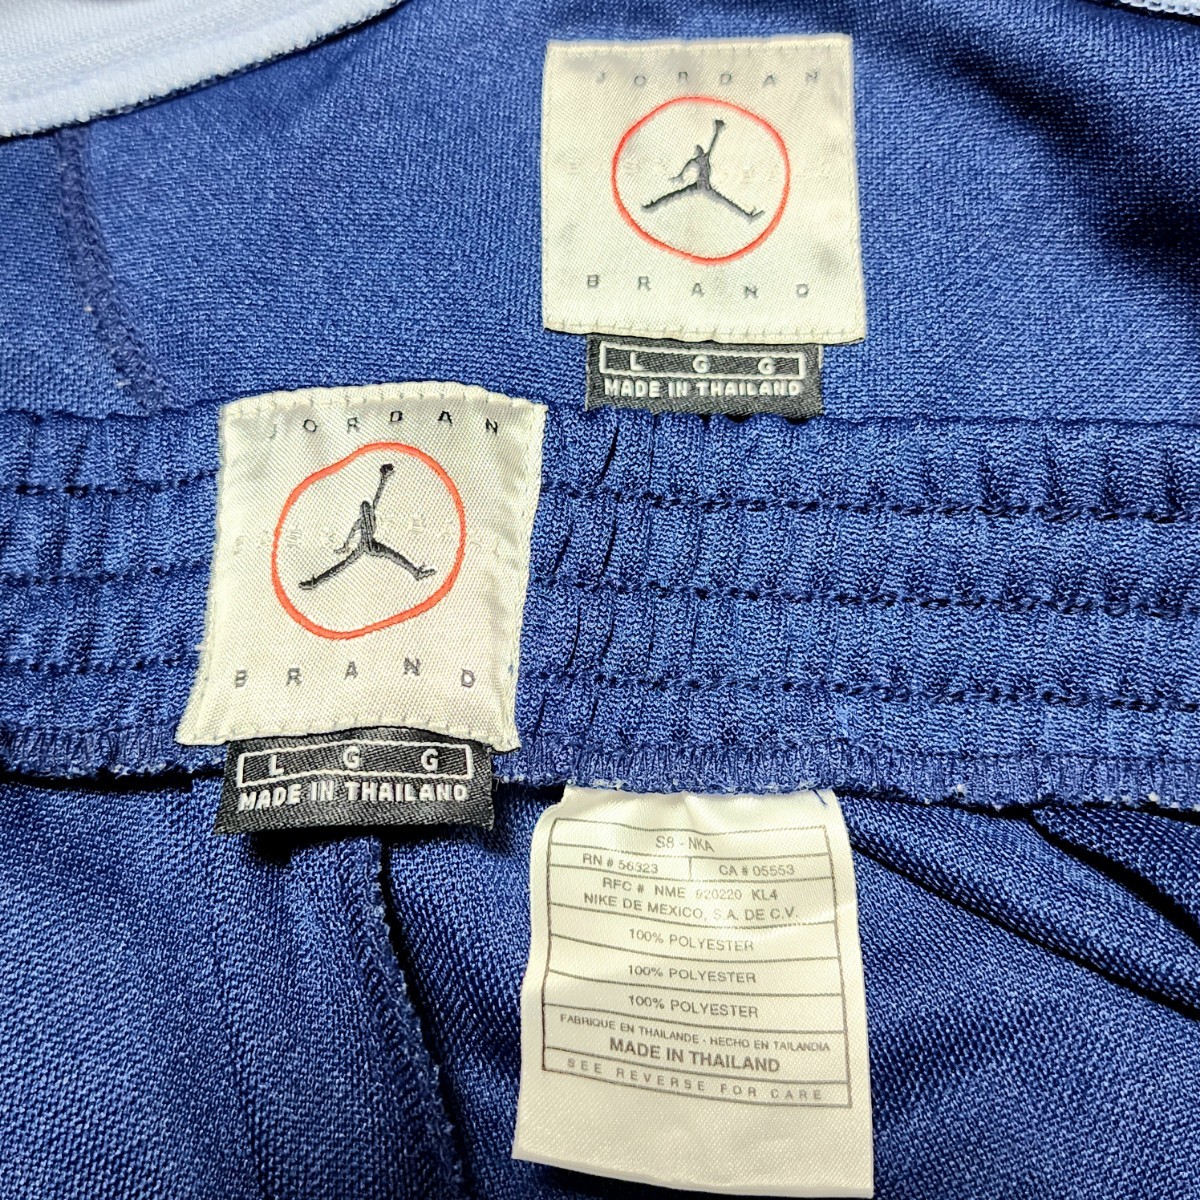 JORDAN
BRAND
L G G
MADE IN THAILAND
JORDAN
BRAND
L G G
MADE IN THAILAND
S8 - NKA
RN # 56323 CA # 05553
RFC # NME 920220 KL4
NIKE DE MEXICO, S.A. DE C.V.
100% POLYESTER
100% POLYESTER
100% POLYESTER
FABRIQUE EN THAILANDE - HECHO EN TAILANDIA
MADE IN THAILAND
SEE REVERSE FOR CARE